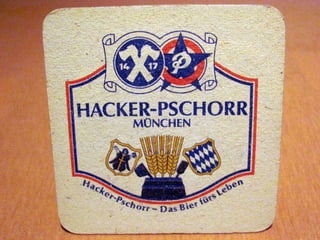 14 17 P
HACKER-PSCHORR
MÜNCHEN
Hacker-Pschorr – Das Bier fürs Leben